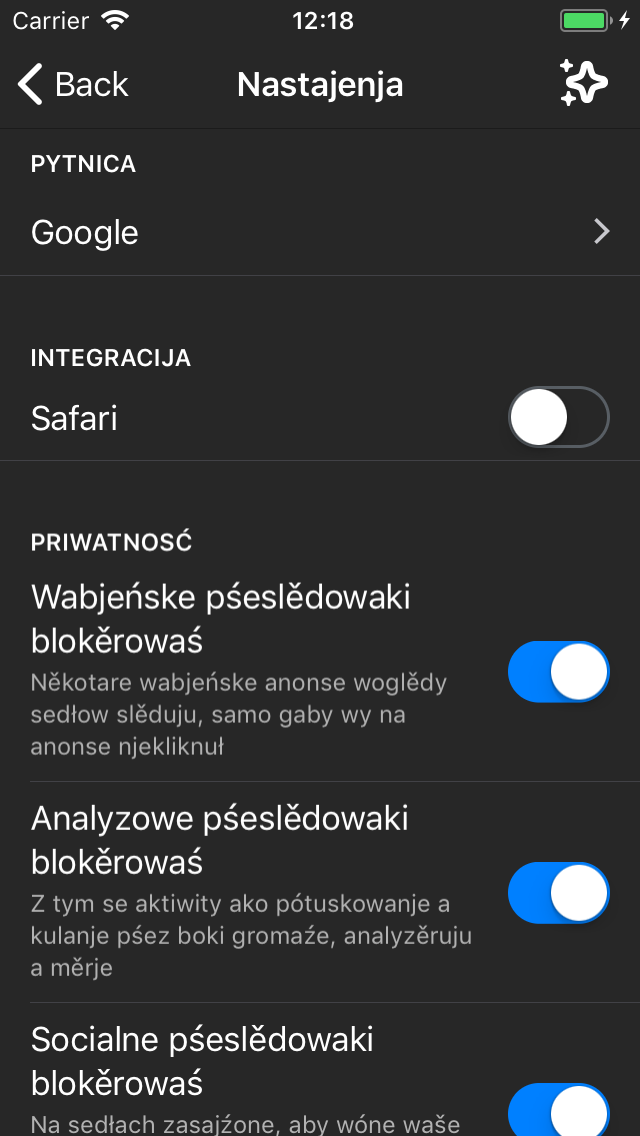 Carrier 12:18
Back Nastajenja
PYTNICA
Google
INTEGRACIJA
Safari
PRIWATNOSĆ
Wabjeńske pśeslědowaki
blokěrowaś
Někotare wabjeńske anonse woglědy
sedłow slěduju, samo gaby wy na
anonse njekliknuł
Analyzowe pśeslědowaki
blokěrowaś
Z tym se aktiwity ako pótuskowanje a
kulanje pśez boki gromaźe, analyzěruju
a měrje
Socialne pśeslědowaki
blokěrowaś
Na sedłach zasajźone, aby wóne waše